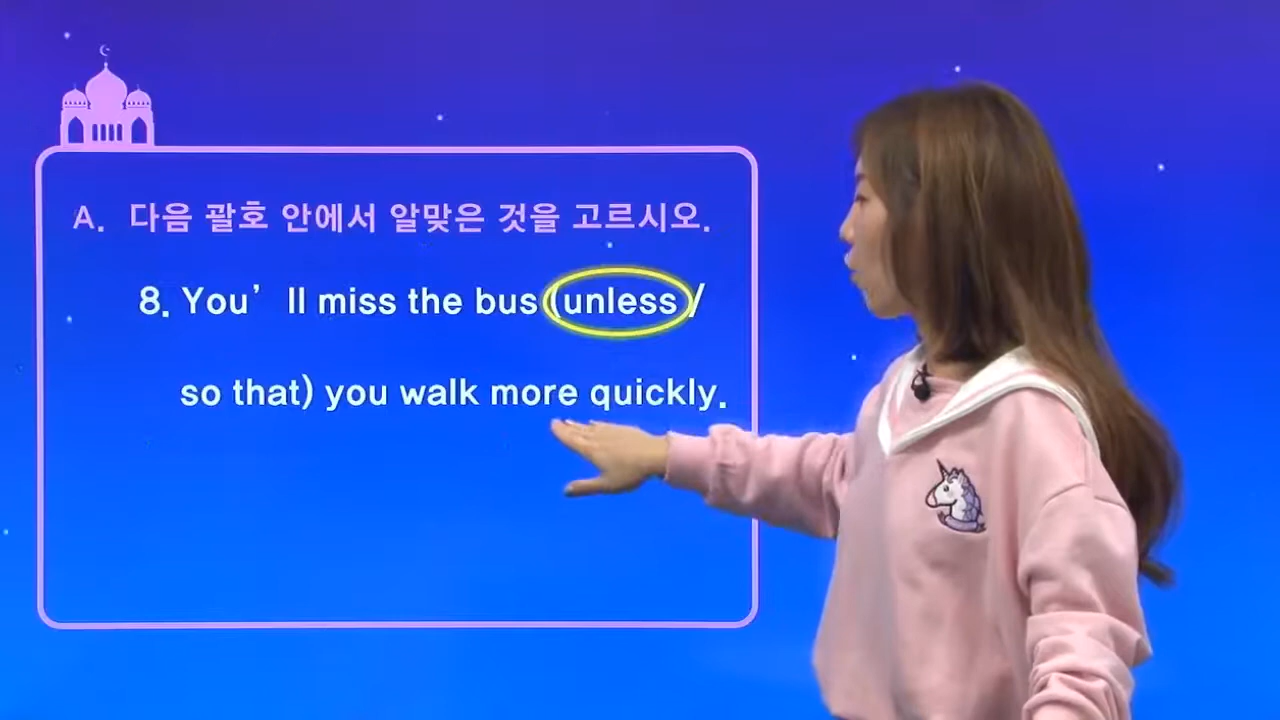 A. 다음 괄호 안에서 알맞은 것을 고르시오.
8. You'll miss the bus (unless /
so that) you walk more quickly.